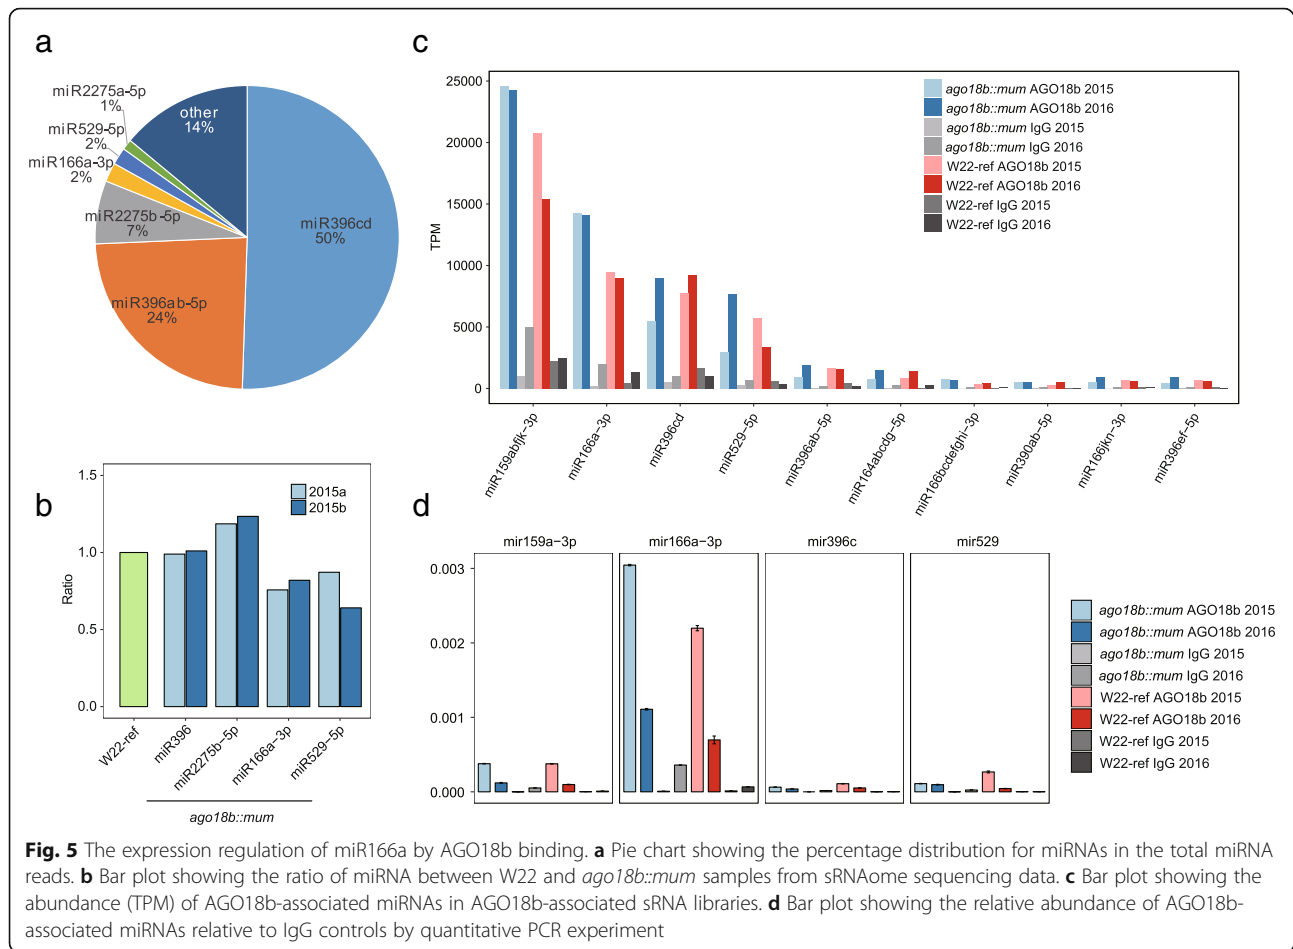 a
miR2275a-5p
1%
miR529-5p
2%
miR166a-3p
2%
other
14%
miR2275b-5p
7%
miR396cd
50%
miR396ab-5p
24%
c
25000
20000
15000
10000
5000
0
TPM
ago18b::mum AGO18b 2015
ago18b::mum AGO18b 2016
ago18b::mum IgG 2015
ago18b::mum IgG 2016
W22-ref AGO18b 2015
W22-ref AGO18b 2016
W22-ref IgG 2015
W22-ref IgG 2016
miR159abfjk−3p
miR166a−3p
miR396cd
miR529−5p
miR396ab−5p
miR164abcdg−5p
miR166bcdefghi−3p
miR390ab−5p
miR166jkn−3p
miR396ef−5p
b
1.5
1.0
0.5
0.0
Ratio
2015a
2015b
W22-ref
miR396
miR2275b−5p
miR166a−3p
miR529−5p
ago18b::mum
d
mir159a−3p
mir166a−3p
mir396c
mir529
0.003
0.002
0.001
0.000
ago18b::mum AGO18b 2015
ago18b::mum AGO18b 2016
ago18b::mum IgG 2015
ago18b::mum IgG 2016
W22-ref AGO18b 2015
W22-ref AGO18b 2016
W22-ref IgG 2015
W22-ref IgG 2016
Fig. 5 The expression regulation of miR166a by AGO18b binding. a Pie chart showing the percentage distribution for miRNAs in the total miRNA
reads. b Bar plot showing the ratio of miRNA between W22 and ago18b::mum samples from sRNAome sequencing data. c Bar plot showing the
abundance (TPM) of AGO18b-associated miRNAs in AGO18b-associated sRNA libraries. d Bar plot showing the relative abundance of AGO18b-
associated miRNAs relative to IgG controls by quantitative PCR experiment